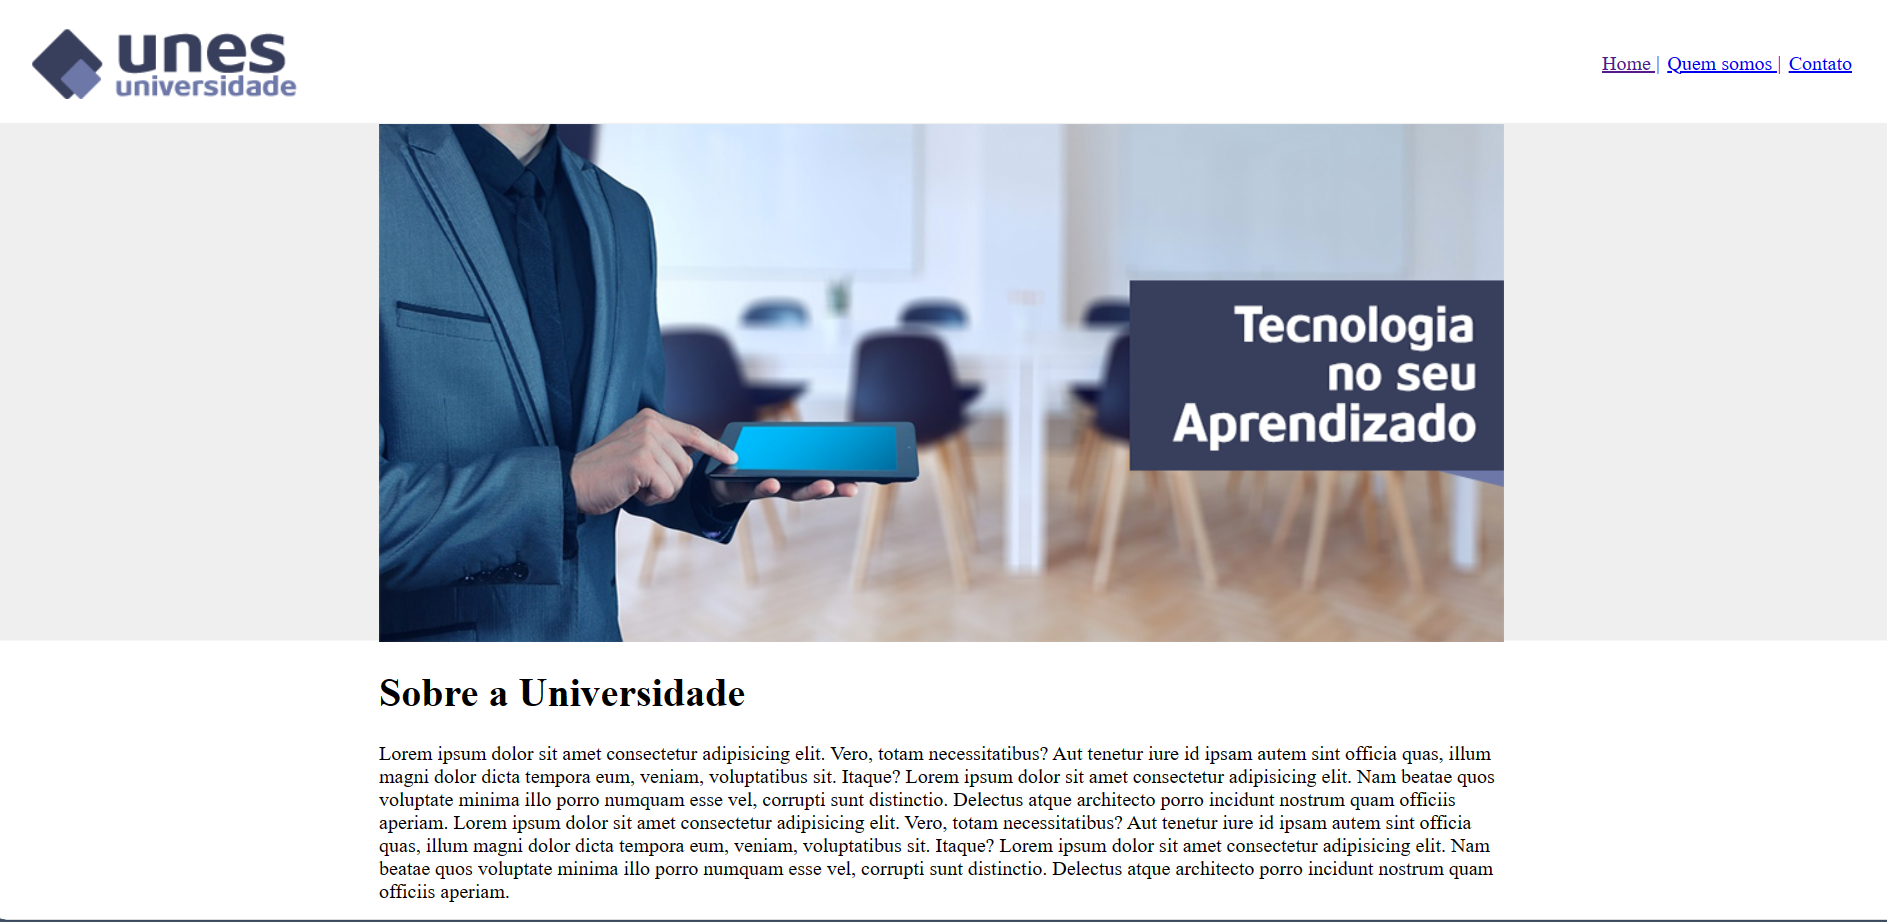 unes
universidade
Home | Quem somos | Contato
Tecnologia
no seu
Aprendizado
Sobre a Universidade
Lorem ipsum dolor sit amet consectetur adipisicing elit. Vero, totam necessitatibus? Aut tenetur iure id ipsam autem sint officia quas, illum
magni dolor dicta tempora eum, veniam, voluptatibus sit. Itaque? Lorem ipsum dolor sit amet consectetur adipisicing elit. Nam beatae quos
voluptate minima illo porro numquam esse vel, corrupti sunt distinctio. Delectus atque architecto porro incidunt nostrum quam officiis
aperiam. Lorem ipsum dolor sit amet consectetur adipisicing elit. Vero, totam necessitatibus? Aut tenetur iure id ipsam autem sint officia
quas, illum magni dolor dicta tempora eum, veniam, voluptatibus sit. Itaque? Lorem ipsum dolor sit amet consectetur adipisicing elit. Nam
beatae quos voluptate minima illo porro numquam esse vel, corrupti sunt distinctio. Delectus atque architecto porro incidunt nostrum quam
officiis aperiam.